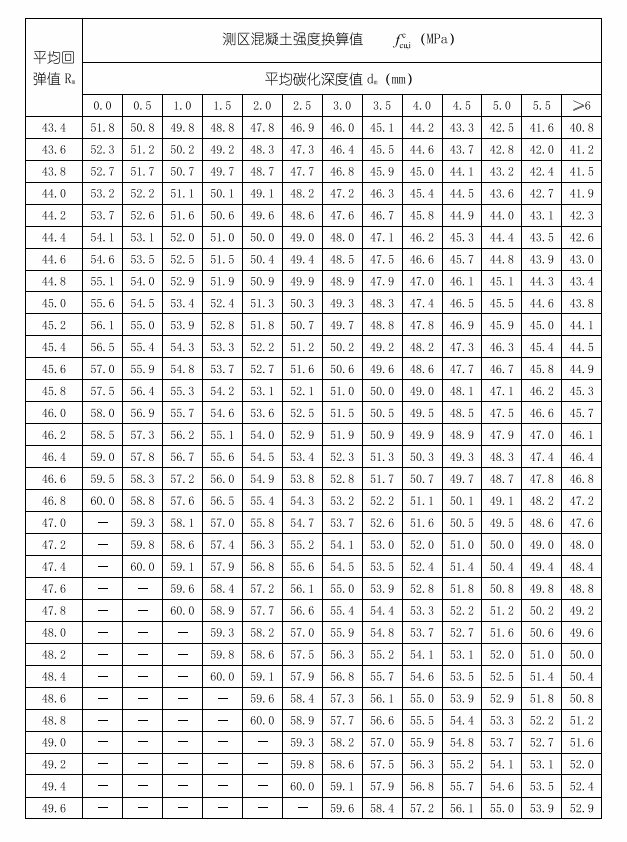 测区混凝土强度换算值 fᶜcu,i (MPa)
平均回
弹值 Rm
平均碳化深度值 dm (mm)
0.0 0.5 1.0 1.5 2.0 2.5 3.0 3.5 4.0 4.5 5.0 5.5 ⩾6
43.4 51.8 50.8 49.8 48.8 47.8 46.9 46.0 45.1 44.2 43.3 42.5 41.6 40.8
43.6 52.3 51.2 50.2 49.2 48.3 47.3 46.4 45.5 44.6 43.7 42.8 42.0 41.2
43.8 52.7 51.7 50.7 49.7 48.7 47.7 46.8 45.9 45.0 44.1 43.2 42.4 41.5
44.0 53.2 52.2 51.1 50.1 49.1 48.2 47.2 46.3 45.4 44.5 43.6 42.7 41.9
44.2 53.7 52.6 51.6 50.6 49.6 48.6 47.6 46.7 45.8 44.9 44.0 43.1 42.3
44.4 54.1 53.1 52.0 51.0 50.0 49.0 48.0 47.1 46.2 45.3 44.4 43.5 42.6
44.6 54.6 53.5 52.5 51.5 50.4 49.4 48.5 47.5 46.6 45.7 44.8 43.9 43.0
44.8 55.1 54.0 52.9 51.9 50.9 49.9 48.9 47.9 47.0 46.1 45.1 44.3 43.4
45.0 55.6 54.5 53.4 52.4 51.3 50.3 49.3 48.3 47.4 46.5 45.5 44.6 43.8
45.2 56.1 55.0 53.9 52.8 51.8 50.7 49.7 48.8 47.8 46.9 45.9 45.0 44.1
45.4 56.5 55.4 54.3 53.3 52.2 51.2 50.2 49.2 48.2 47.3 46.3 45.4 44.5
45.6 57.0 55.9 54.8 53.7 52.7 51.6 50.6 49.6 48.6 47.7 46.7 45.8 44.9
45.8 57.5 56.4 55.3 54.2 53.1 52.1 51.0 50.0 49.0 48.1 47.1 46.2 45.3
46.0 58.0 56.9 55.7 54.6 53.6 52.5 51.5 50.5 49.5 48.5 47.5 46.6 45.7
46.2 58.5 57.3 56.2 55.1 54.0 52.9 51.9 50.9 49.9 48.9 47.9 47.0 46.1
46.4 59.0 57.8 56.7 55.6 54.5 53.4 52.3 51.3 50.3 49.3 48.3 47.4 46.4
46.6 59.5 58.3 57.2 56.0 54.9 53.8 52.8 51.7 50.7 49.7 48.7 47.8 46.8
46.8 60.0 58.8 57.6 56.5 55.4 54.3 53.2 52.2 51.1 50.1 49.1 48.2 47.2
47.0 — 59.3 58.1 57.0 55.8 54.7 53.7 52.6 51.6 50.5 49.5 48.6 47.6
47.2 — 59.8 58.6 57.4 56.3 55.2 54.1 53.0 52.0 51.0 50.0 49.0 48.0
47.4 — 60.0 59.1 57.9 56.8 55.6 54.5 53.5 52.4 51.4 50.4 49.4 48.4
47.6 — — 59.6 58.4 57.2 56.1 55.0 53.9 52.8 51.8 50.8 49.8 48.8
47.8 — — 60.0 58.9 57.7 56.6 55.4 54.4 53.3 52.2 51.2 50.2 49.2
48.0 — — — 59.3 58.2 57.0 55.9 54.8 53.7 52.7 51.6 50.6 49.6
48.2 — — — 59.8 58.6 57.5 56.3 55.2 54.1 53.1 52.0 51.0 50.0
48.4 — — — 60.0 59.1 57.9 56.8 55.7 54.6 53.5 52.5 51.4 50.4
48.6 — — — — 59.6 58.4 57.3 56.1 55.0 53.9 52.9 51.8 50.8
48.8 — — — — 60.0 58.9 57.7 56.6 55.5 54.4 53.3 52.2 51.2
49.0 — — — — — 59.3 58.2 57.0 55.9 54.8 53.7 52.7 51.6
49.2 — — — — — 59.8 58.6 57.5 56.3 55.2 54.1 53.1 52.0
49.4 — — — — — 60.0 59.1 57.9 56.8 55.7 54.6 53.5 52.4
49.6 — — — — — — 59.6 58.4 57.2 56.1 55.0 53.9 52.9